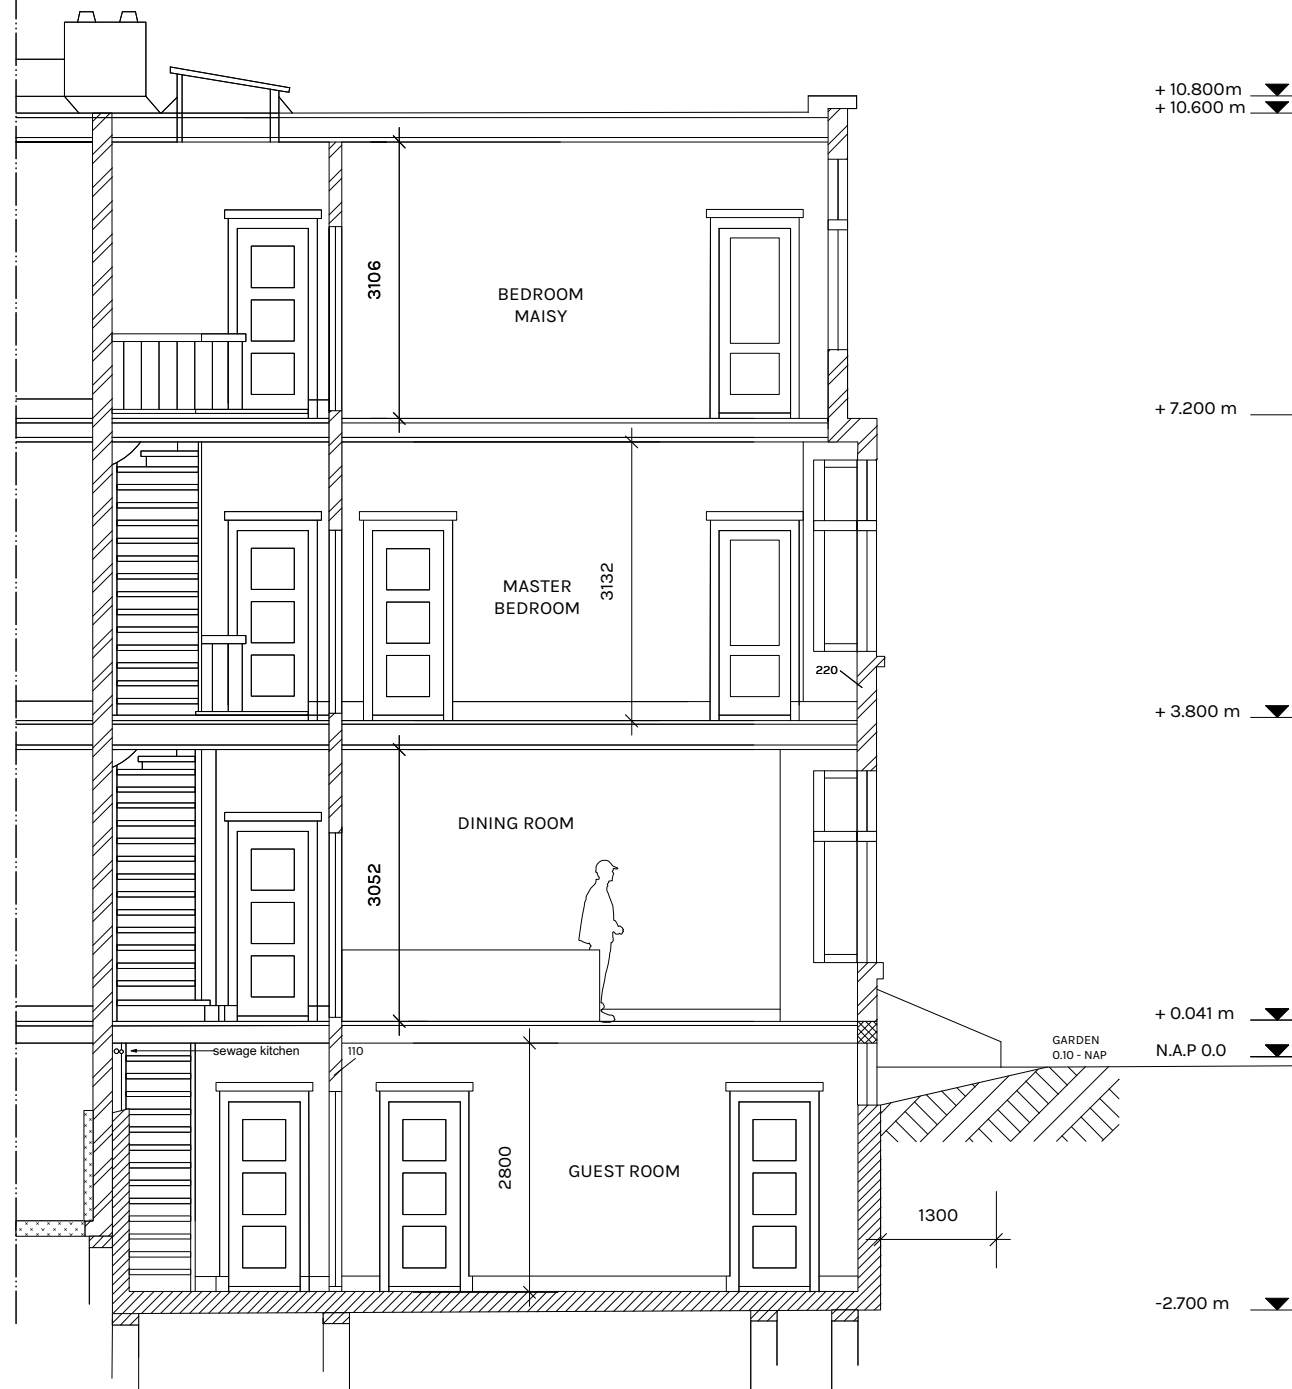 + 10.800m
+ 10.600 m
3106
BEDROOM
MAISY
+ 7.200 m
MASTER
BEDROOM
3132
220
+ 3.800 m
DINING ROOM
3052
+ 0.041 m
GARDEN
0.10 - NAP
N.A.P 0.0
sewage kitchen
110
2800
GUEST ROOM
1300
-2.700 m